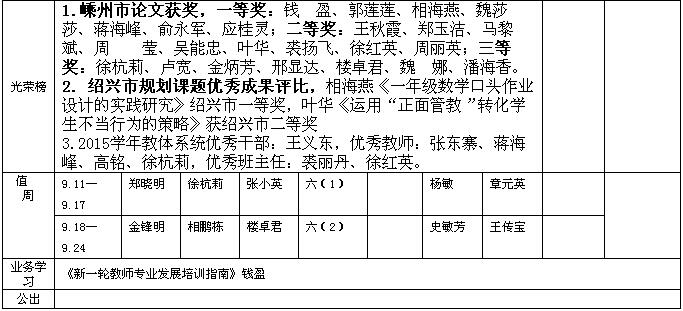 1.嵊州市论文获奖，一等奖：钱　盈、郭莲莲、相海燕、魏莎
莎、蒋海峰、俞永军、应桂灵；二等奖：王秋霞、郑玉洁、马黎
斌、周　　莹、吴能忠、叶华、裘扬飞、徐红英、周丽英；三等
奖：徐杭莉、卢宽、金炳芳、邢显达、楼卓君、魏　娜、潘海香。
光荣榜
2. 绍兴市规划课题优秀成果评比，相海燕《一年级数学口头作业
设计的实践研究》绍兴市一等奖，叶华《运用“正面管教”转化学
生不当行为的策略》获绍兴市二等奖
3.2015学年教体系统优秀干部：王义东，优秀教师：张东寨、蒋海
峰、高铭、徐杭莉，优秀班主任：裘丽丹、徐红英。
值
周
9.11— 郑晓明 徐杭莉 张小英 六（1） 杨敏 章元英
9.17
9.18— 金锋明 相鹏栋 楼卓君 六（2） 史敏芳 王传宝
9.24
业务学
习
《新一轮教师专业发展培训指南》钱盈
公出